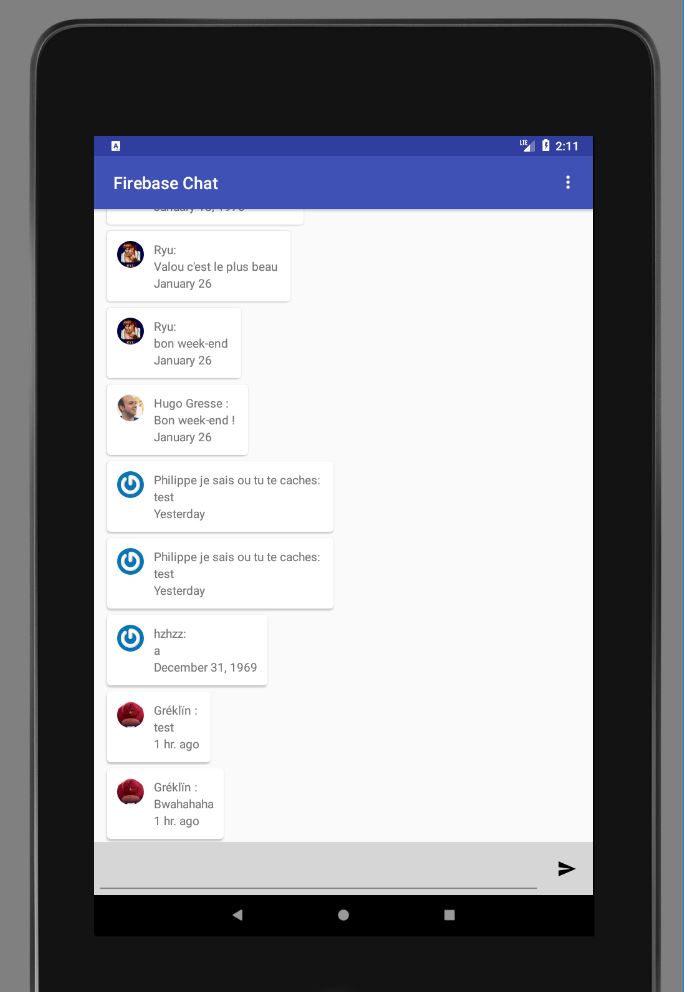 LTE 2:11
Firebase Chat
Ryu:
Valou c'est le plus beau
January 26
Ryu:
bon week-end
January 26
Hugo Gresse :
Bon week-end !
January 26
Philippe je sais ou tu te caches:
test
Yesterday
Philippe je sais ou tu te caches:
test
Yesterday
hzhzz:
a
December 31, 1969
Gréklïn :
test
1 hr. ago
Gréklïn :
Bwahahaha
1 hr. ago